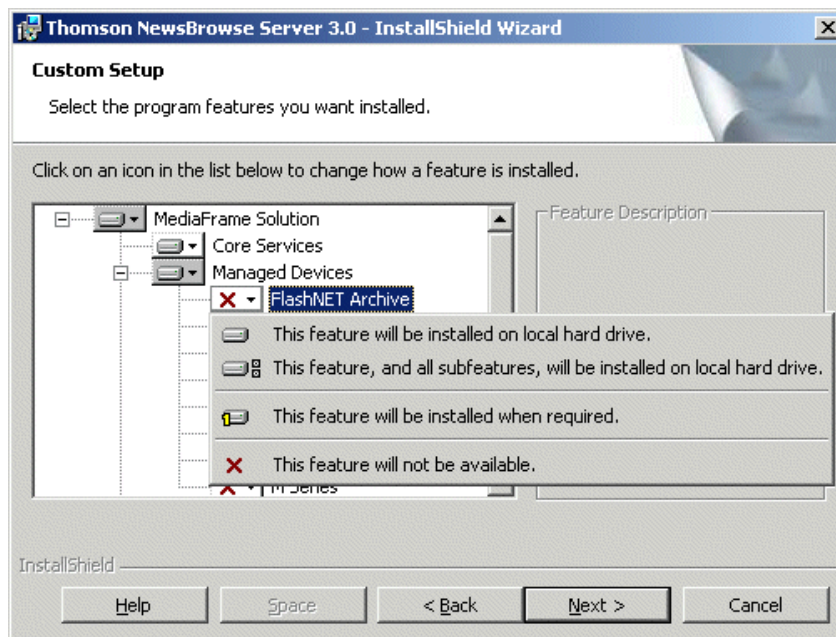 Thomson NewsBrowse Server 3.0 - InstallShield Wizard
Custom Setup
Select the program features you want installed.
Click on an icon in the list below to change how a feature is installed.
MediaFrame Solution
Core Services
Managed Devices
FlashNET Archive
Feature Description
This feature will be installed on local hard drive.
This feature, and all subfeatures, will be installed on local hard drive.
This feature will be installed when required.
This feature will not be available.
M Series
InstallShield
Help
Space
< Back
Next >
Cancel